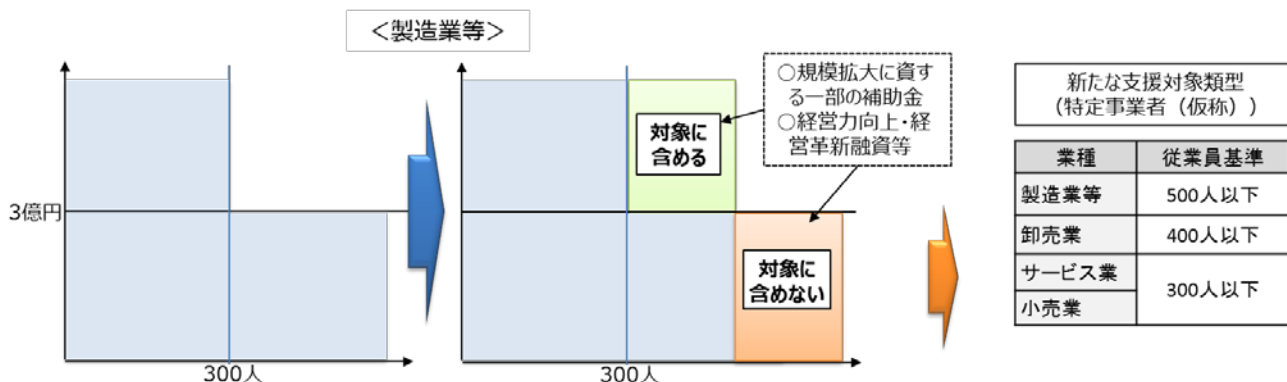 ＜製造業等＞
3億円
300人
300人
対象に
含める
対象に
含めない
○規模拡大に資す
る一部の補助金
○経営力向上・経
営革新融資等
新たな支援対象類型
（特定事業者（仮称））
業種 従業員基準
製造業等 500人以下
卸売業 400人以下
サービス業 300人以下
小売業